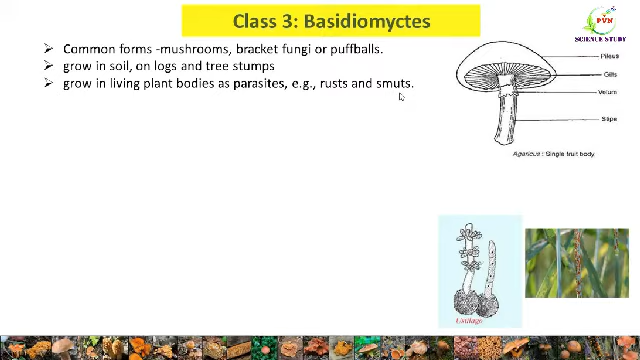 Class 3: Basidiomyctes
PVN
SCIENCE STUDY
Common forms -mushrooms, bracket fungi or puffballs.
grow in soil, on logs and tree stumps
grow in living plant bodies as parasites, e.g., rusts and smuts.
Pileus
Gills
Velum
Stipe
Agaricus : Single fruit body
Ustilago